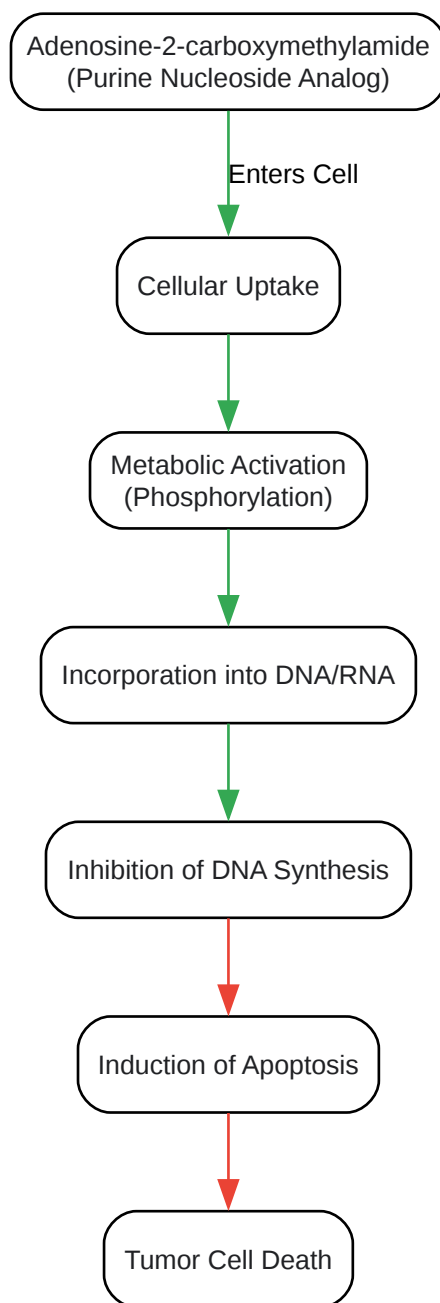 Adenosine-2-carboxymethylamide
(Purine Nucleoside Analog)
Enters Cell
Cellular Uptake
Metabolic Activation
(Phosphorylation)
Incorporation into DNA/RNA
Inhibition of DNA Synthesis
Induction of Apoptosis
Tumor Cell Death